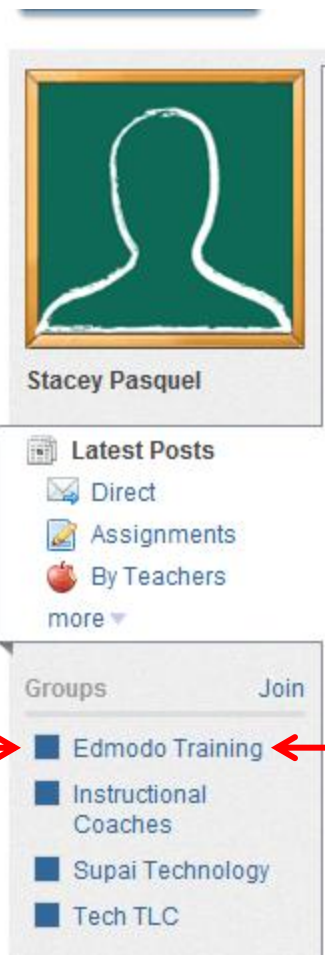 Stacey Pasquel
Latest Posts
Direct
Assignments
By Teachers
more
Groups Join
Edmodo Training
Instructional
Coaches
Supai Technology
Tech TLC